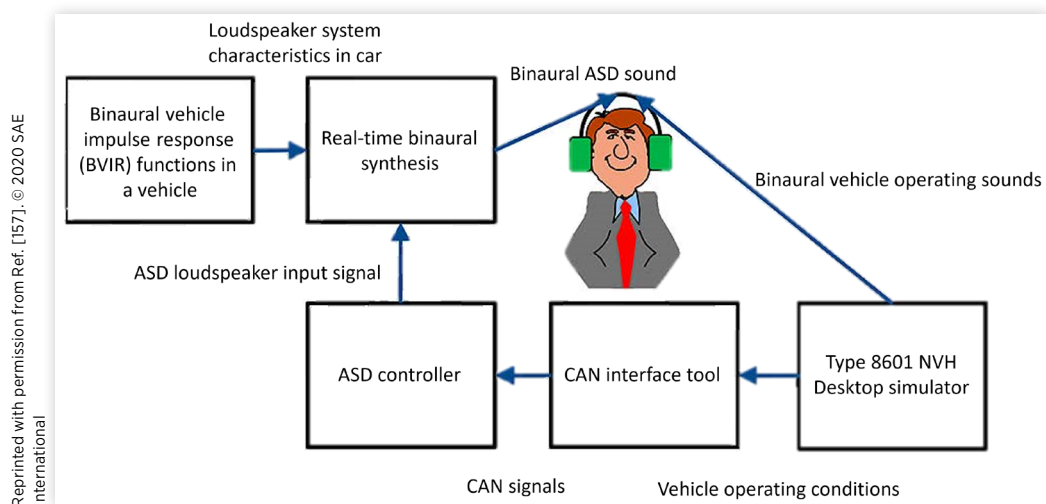 Loudspeaker system
characteristics in car
Binaural ASD sound
Binaural vehicle
impulse response
(BVIR) functions in
a vehicle
Real-time binaural
synthesis
Binaural vehicle operating sounds
ASD loudspeaker input signal
ASD controller
CAN interface tool
Type 8601 NVH
Desktop simulator
CAN signals
Vehicle operating conditions
Reprinted with permission from Ref. [157]. © 2020 SAE
International